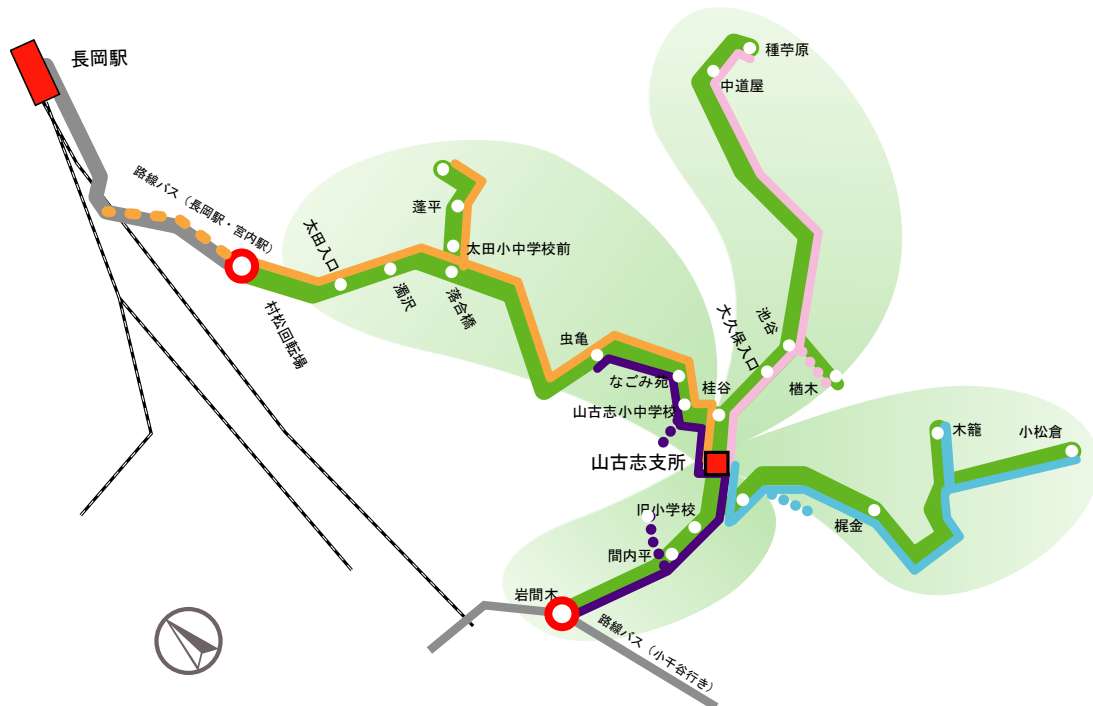 長岡駅
種苧原
中道屋
路線バス（長岡駅・宮内駅）
蓬平
太田入口
太田小中学校前
濁沢
落合橋
村松回転場
虫亀
なごみ苑
池谷
大久保入口
楢木
桂谷
山古志小中学校
木籠
小松倉
山古志支所
旧小学校
梶金
間内平
岩間木
路線バス（小千谷行き）